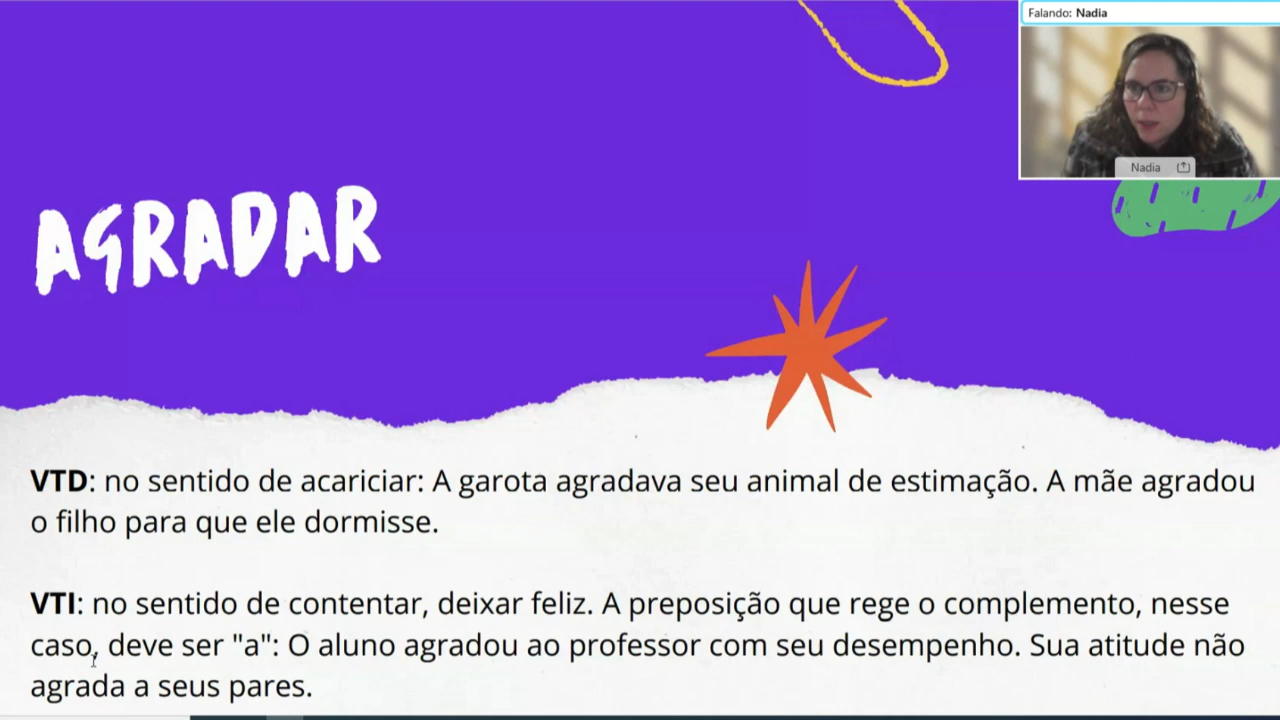 Falando: Nadia
Nadia
AGRADAR
VTD: no sentido de acariciar: A garota agradava seu animal de estimação. A mãe agradou
o filho para que ele dormisse.
VTI: no sentido de contentar, deixar feliz. A preposição que rege o complemento, nesse
caso, deve ser "a": O aluno agradou ao professor com seu desempenho. Sua atitude não
agrada a seus pares.